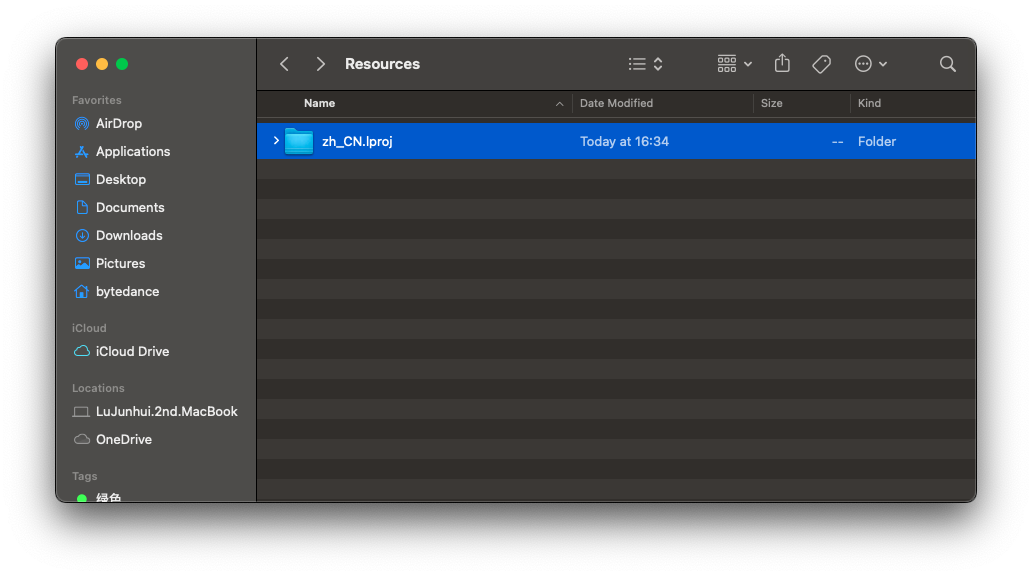 Resources
Favorites
AirDrop
Applications
Desktop
Documents
Downloads
Pictures
bytedance
iCloud
iCloud Drive
Locations
LuJunhui.2nd.MacBook
OneDrive
Tags
绿色
Name Date Modified Size Kind
zh_CN.lproj Today at 16:34 -- Folder